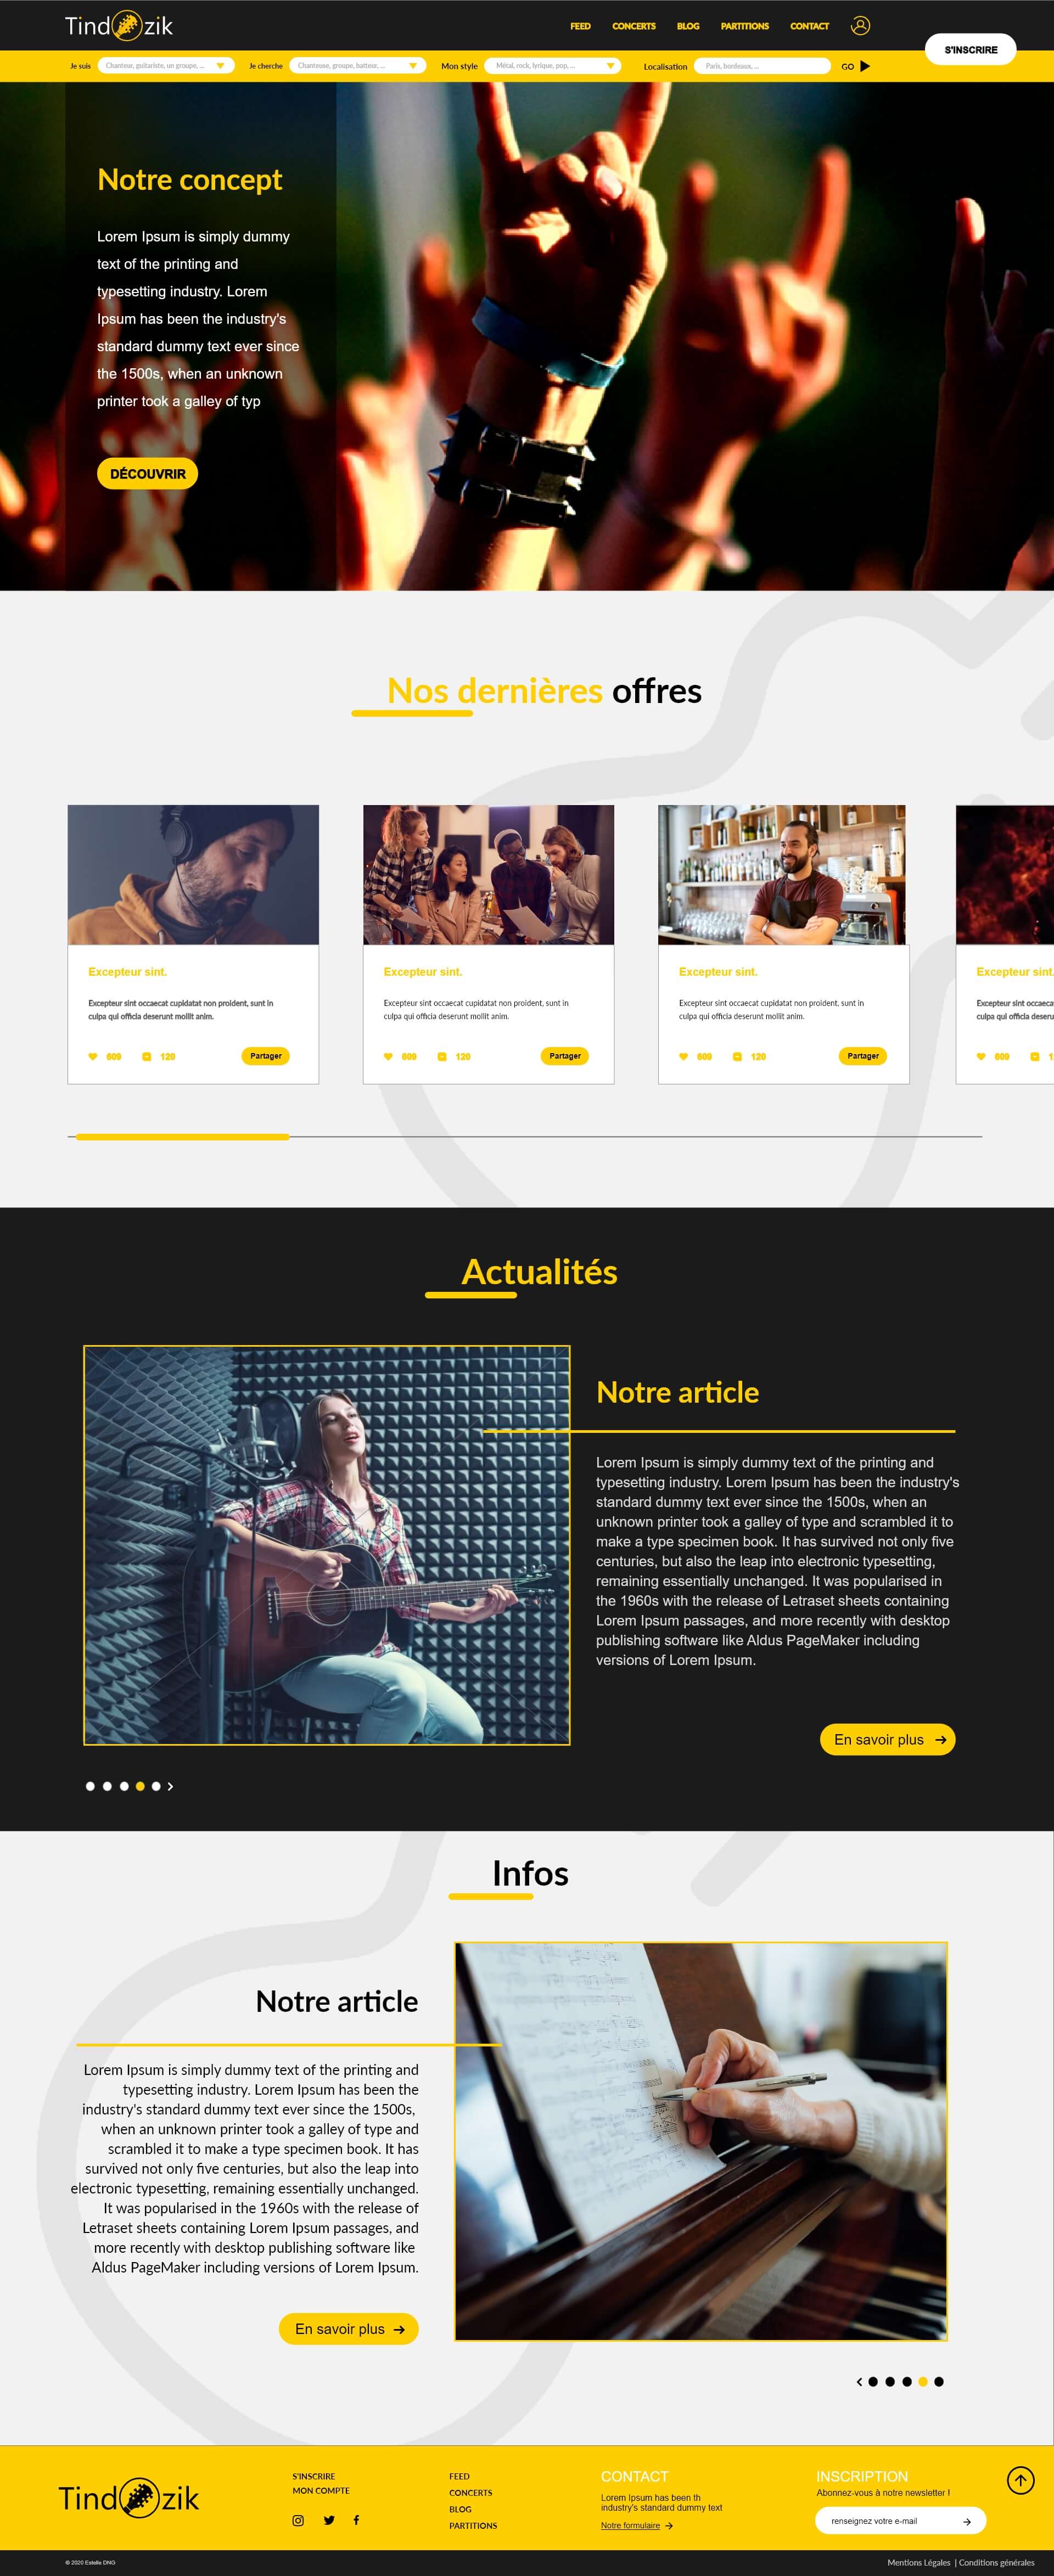 Tind zik
FEED CONCERTS BLOG PARTITIONS CONTACT
S'INSCRIRE
Je suis Chanteur, guitariste, un groupe, ... Je cherche Chanteuse, groupe, batteur, ... Mon style Métal, rock, lyrique, pop, ... Localisation Paris, bordeaux, ... GO
Notre concept
Lorem Ipsum is simply dummy
text of the printing and
typesetting industry. Lorem
Ipsum has been the industry's
standard dummy text ever since
the 1500s, when an unknown
printer took a galley of typ
DÉCOUVRIR
Nos dernières offres
Excepteur sint.
Excepteur sint occaecat cupidatat non proident, sunt in
culpa qui officia deserunt mollit anim.
609 120 Partager
Excepteur sint.
Excepteur sint occaecat cupidatat non proident, sunt in
culpa qui officia deserunt mollit anim.
609 120 Partager
Excepteur sint.
Excepteur sint occaecat cupidatat non proident, sunt in
culpa qui officia deserunt mollit anim.
609 120 Partager
Excepteur sint.
Excepteur sint occaeca
culpa qui officia deseru
609 1
Actualités
Notre article
Lorem Ipsum is simply dummy text of the printing and
typesetting industry. Lorem Ipsum has been the industry's
standard dummy text ever since the 1500s, when an
unknown printer took a galley of type and scrambled it to
make a type specimen book. It has survived not only five
centuries, but also the leap into electronic typesetting,
remaining essentially unchanged. It was popularised in
the 1960s with the release of Letraset sheets containing
Lorem Ipsum passages, and more recently with desktop
publishing software like Aldus PageMaker including
versions of Lorem Ipsum.
En savoir plus
Infos
Notre article
Lorem Ipsum is simply dummy text of the printing and
typesetting industry. Lorem Ipsum has been the
industry's standard dummy text ever since the 1500s,
when an unknown printer took a galley of type and
scrambled it to make a type specimen book. It has
survived not only five centuries, but also the leap into
electronic typesetting, remaining essentially unchanged.
It was popularised in the 1960s with the release of
Letraset sheets containing Lorem Ipsum passages, and
more recently with desktop publishing software like
Aldus PageMaker including versions of Lorem Ipsum.
En savoir plus
Tind zik
S'INSCRIRE
MON COMPTE
FEED
CONCERTS
BLOG
PARTITIONS
CONTACT
Lorem Ipsum has been th
industry's standard dummy text
Notre formulaire
INSCRIPTION
Abonnez-vous à notre newsletter !
renseignez votre e-mail
© 2020 Estelle DNG
Mentions Légales | Conditions générales